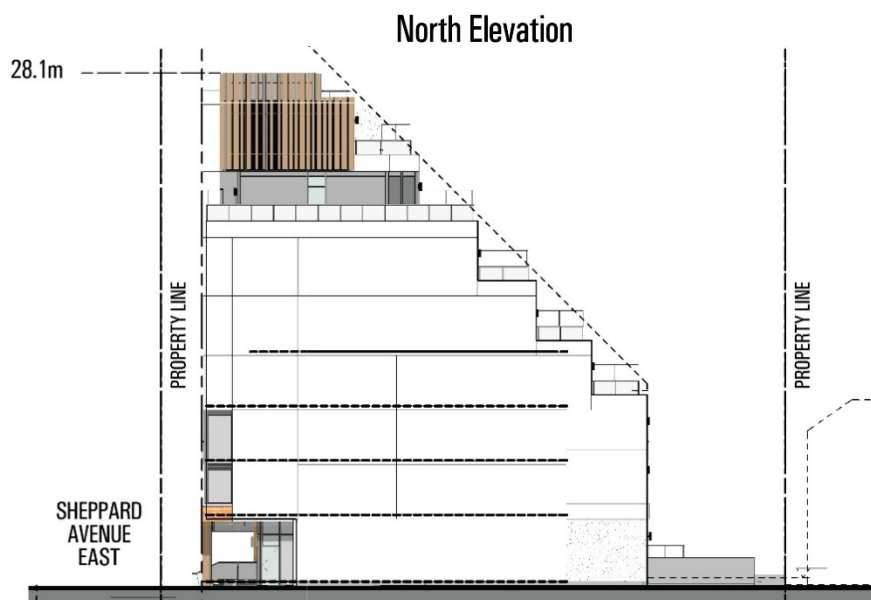 North Elevation
28.1m
PROPERTY LINE
PROPERTY LINE
SHEPPARD
AVENUE
EAST